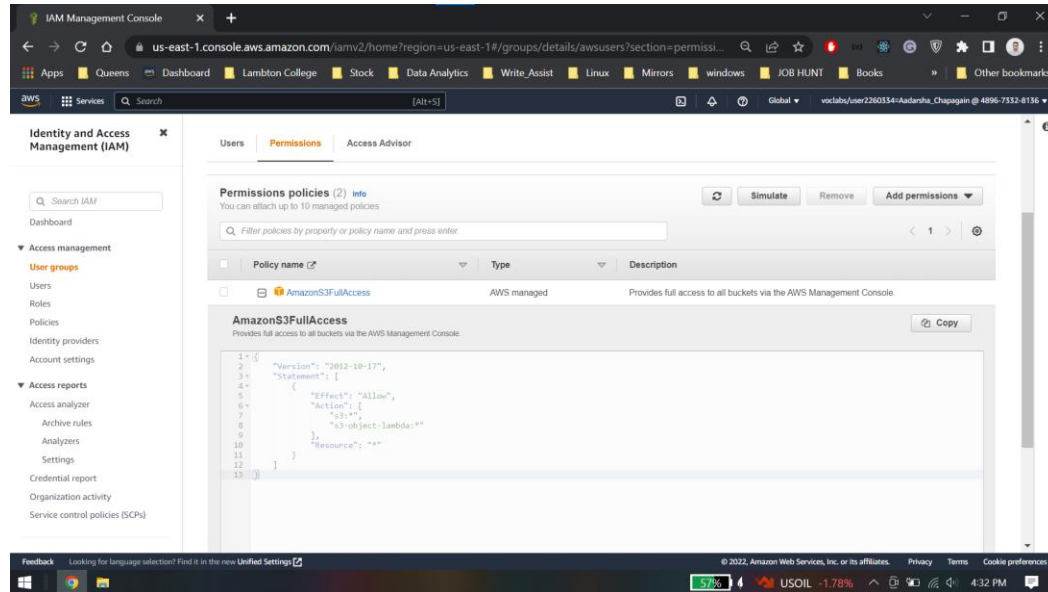 IAM Management Console
us-east-1.console.aws.amazon.com/iamv2/home?region=us-east-1#/groups/details/awsusers?section=permissi...
Apps Queens Dashboard Lambton College Stock Data Analytics Write_Assist Linux Mirrors windows JOB HUNT Books » Other bookmarks
aws Services Search [Alt+S] Global voclabs/user2260334=Aadarsha_Chapagain @ 4896-7332-8136
Identity and Access Management (IAM)
Search IAM
Dashboard
Access management
User groups
Users
Roles
Policies
Identity providers
Account settings
Access reports
Access analyzer
Archive rules
Analyzers
Settings
Credential report
Organization activity
Service control policies (SCPs)
Users Permissions Access Advisor
Permissions policies (2) Info
You can attach up to 10 managed policies.
Simulate Remove Add permissions
Filter policies by property or policy name and press enter.
1
Policy name Type Description
AmazonS3FullAccess AWS managed Provides full access to all buckets via the AWS Management Console.
AmazonS3FullAccess
Provides full access to all buckets via the AWS Management Console.
Copy
1 {
2 "Version": "2012-10-17",
3 "Statement": [
4 {
5 "Effect": "Allow",
6 "Action": [
7 "s3:*",
8 "s3-object-lambda:*"
9 ],
10 "Resource": "*"
11 }
12 ]
13 }
Feedback Looking for language selection? Find it in the new Unified Settings © 2022, Amazon Web Services, Inc. or its affiliates. Privacy Terms Cookie preferences
57% USOIL -1.78% 4:32 PM